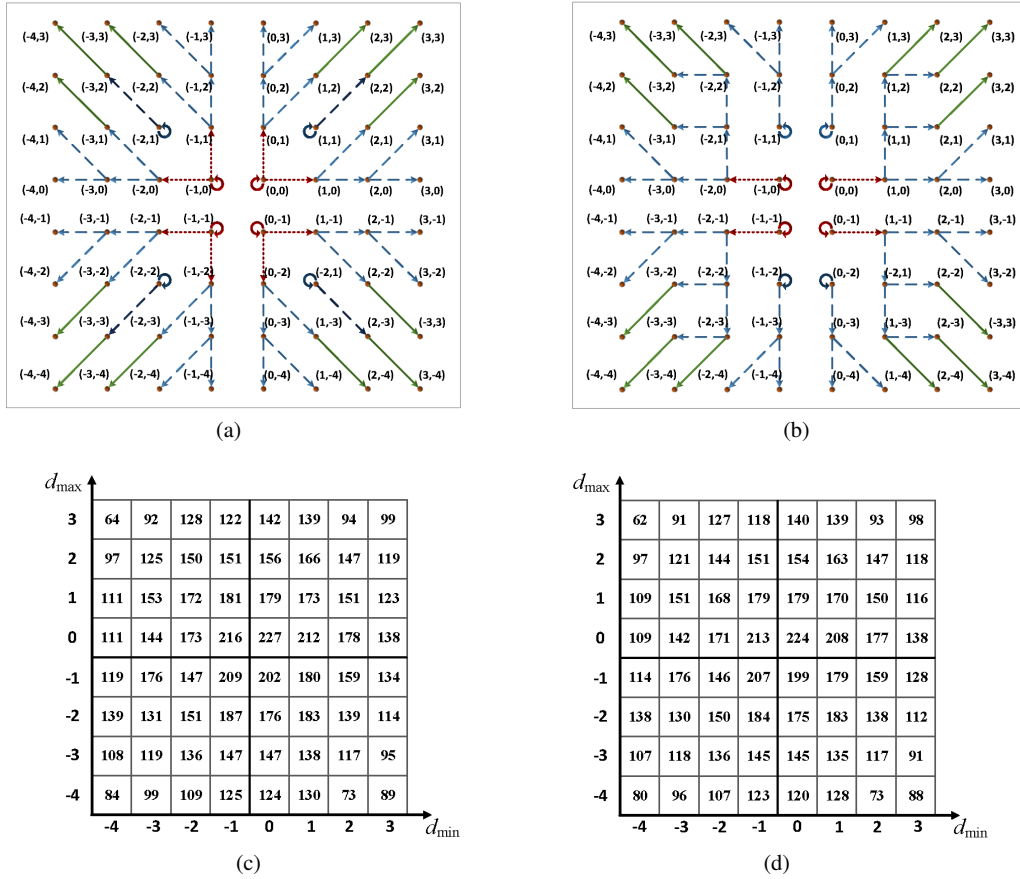 (-4,3) (-3,3) (-2,3) (-1,3) (0,3) (1,3) (2,3) (3,3)
(-4,2) (-3,2) (-2,2) (-1,2) (0,2) (1,2) (2,2) (3,2)
(-4,1) (-3,1) (-2,1) (-1,1) (0,1) (1,1) (2,1) (3,1)
(-4,0) (-3,0) (-2,0) (-1,0) (0,0) (1,0) (2,0) (3,0)
(-4,-1) (-3,-1) (-2,-1) (-1,-1) (0,-1) (1,-1) (2,-1) (3,-1)
(-4,-2) (-3,-2) (-2,-2) (-1,-2) (0,-2) (-2,1) (2,-2) (3,-2)
(-4,-3) (-3,-3) (-2,-3) (-1,-3) (0,-3) (1,-3) (2,-3) (-3,3)
(-4,-4) (-3,-4) (-2,-4) (-1,-4) (0,-4) (1,-4) (2,-4) (3,-4)
(a)
(-4,3) (-3,3) (-2,3) (-1,3) (0,3) (1,3) (2,3) (3,3)
(-4,2) (-3,2) (-2,2) (-1,2) (0,2) (1,2) (2,2) (3,2)
(-4,1) (-3,1) (-2,1) (-1,1) (0,1) (1,1) (2,1) (3,1)
(-4,0) (-3,0) (-2,0) (-1,0) (0,0) (1,0) (2,0) (3,0)
(-4,-1) (-3,-1) (-2,-1) (-1,-1) (0,-1) (1,-1) (2,-1) (3,-1)
(-4,-2) (-3,-2) (-2,-2) (-1,-2) (0,-2) (-2,1) (2,-2) (3,-2)
(-4,-3) (-3,-3) (-2,-3) (-1,-3) (0,-3) (1,-3) (2,-3) (-3,3)
(-4,-4) (-3,-4) (-2,-4) (-1,-4) (0,-4) (1,-4) (2,-4) (3,-4)
(b)
dmax
3 64 92 128 122 142 139 94 99
2 97 125 150 151 156 166 147 119
1 111 153 172 181 179 173 151 123
0 111 144 173 216 227 212 178 138
-1 119 176 147 209 202 180 159 134
-2 139 131 151 187 176 183 139 114
-3 108 119 136 147 147 138 117 95
-4 84 99 109 125 124 130 73 89
-4 -3 -2 -1 0 1 2 3 dmin
(c)
dmax
3 62 91 127 118 140 139 93 98
2 97 121 144 151 154 163 147 118
1 109 151 168 179 179 170 150 116
0 109 142 171 213 224 208 177 138
-1 114 176 146 207 199 179 159 128
-2 138 130 150 184 175 183 138 112
-3 107 118 136 145 145 135 117 91
-4 80 96 107 123 120 128 73 88
-4 -3 -2 -1 0 1 2 3 dmin
(d)